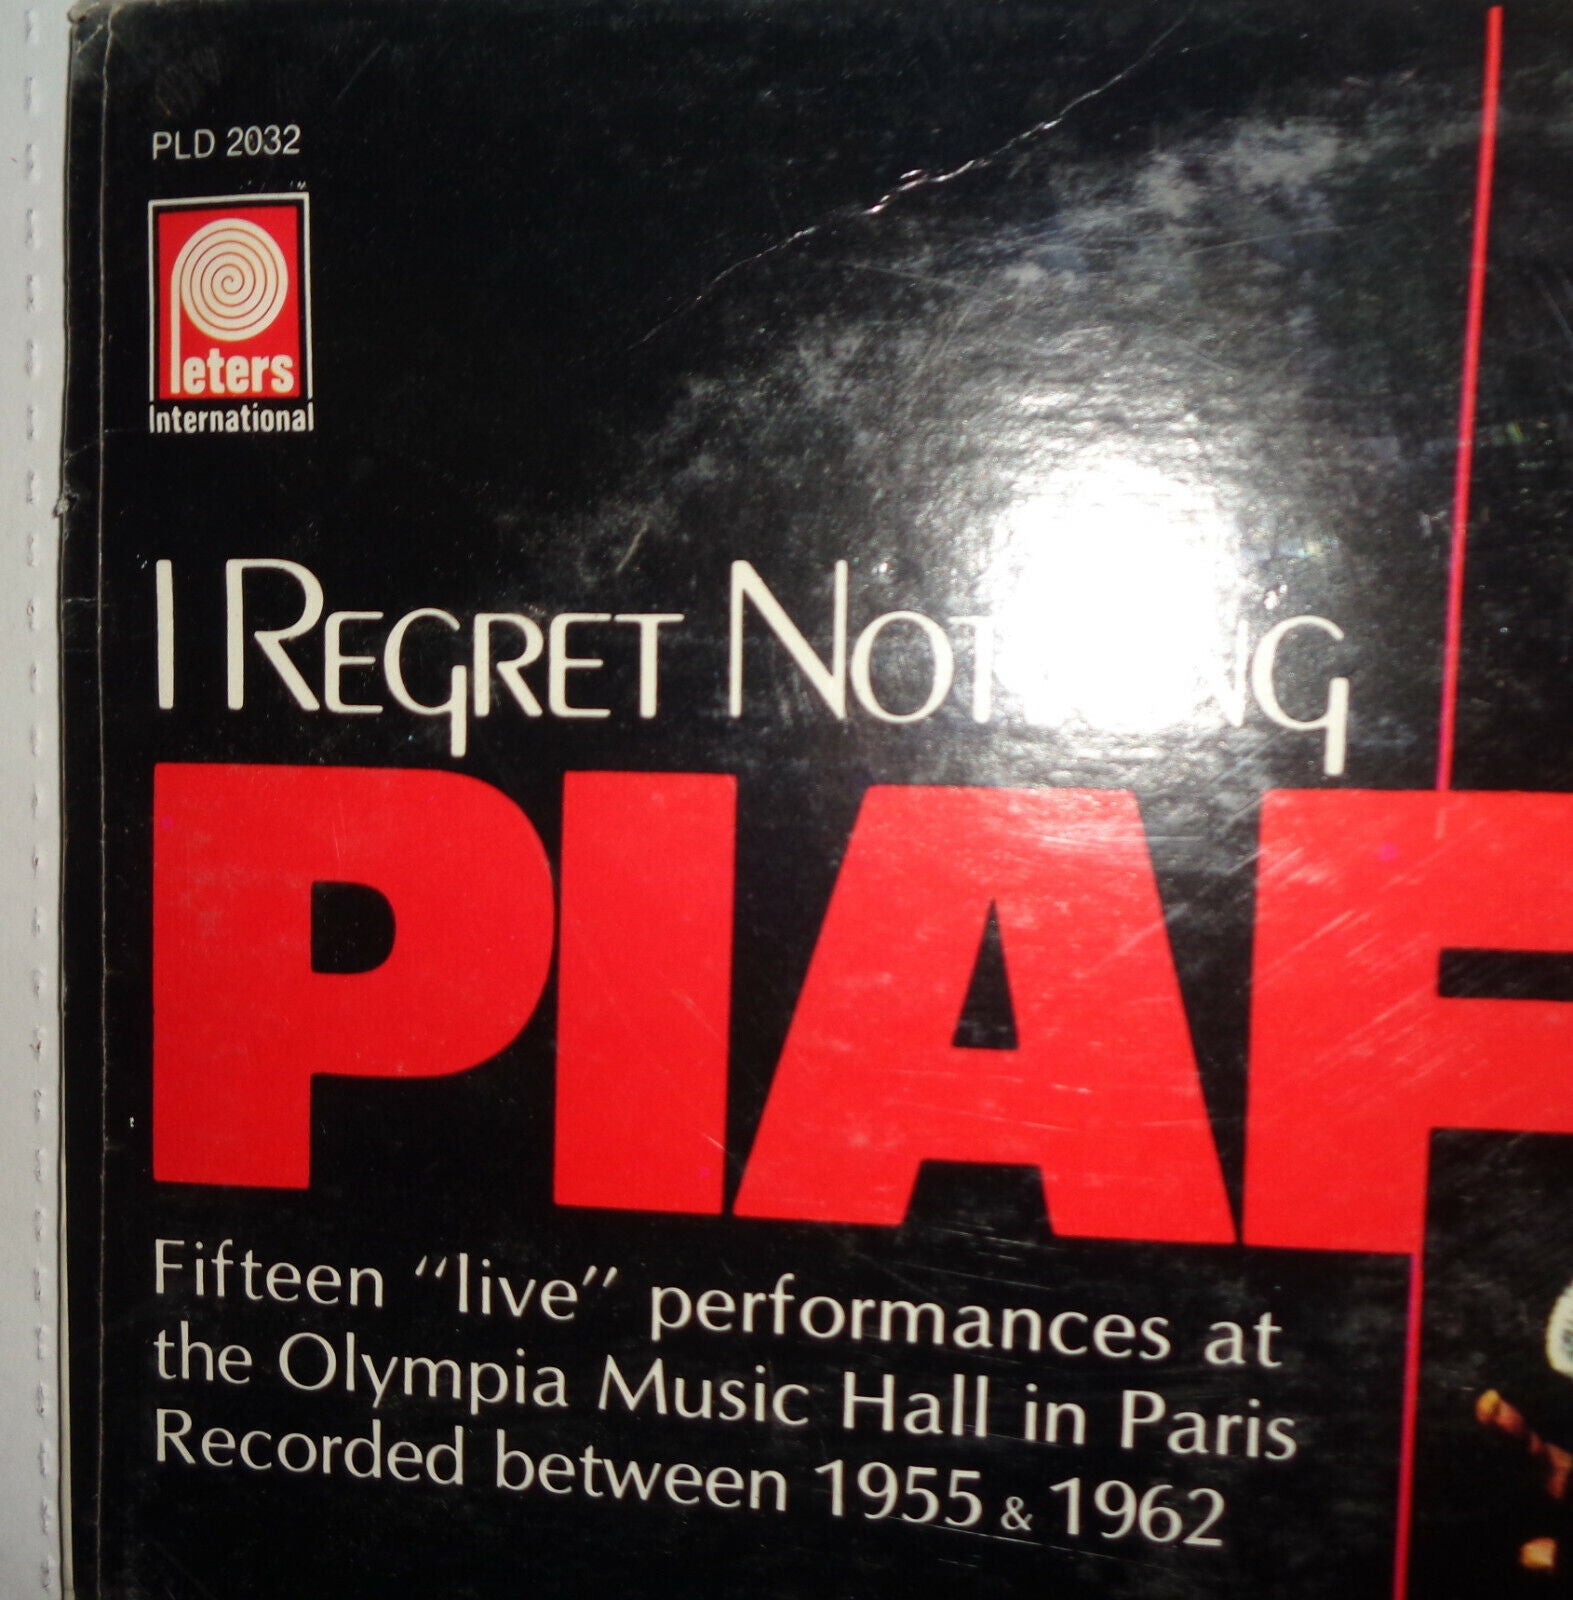 PLD 2032
Peters
International
I REGRET NOTHING
PIAF
Fifteen "live" performances at
the Olympia Music Hall in Paris
Recorded between 1955 & 1962